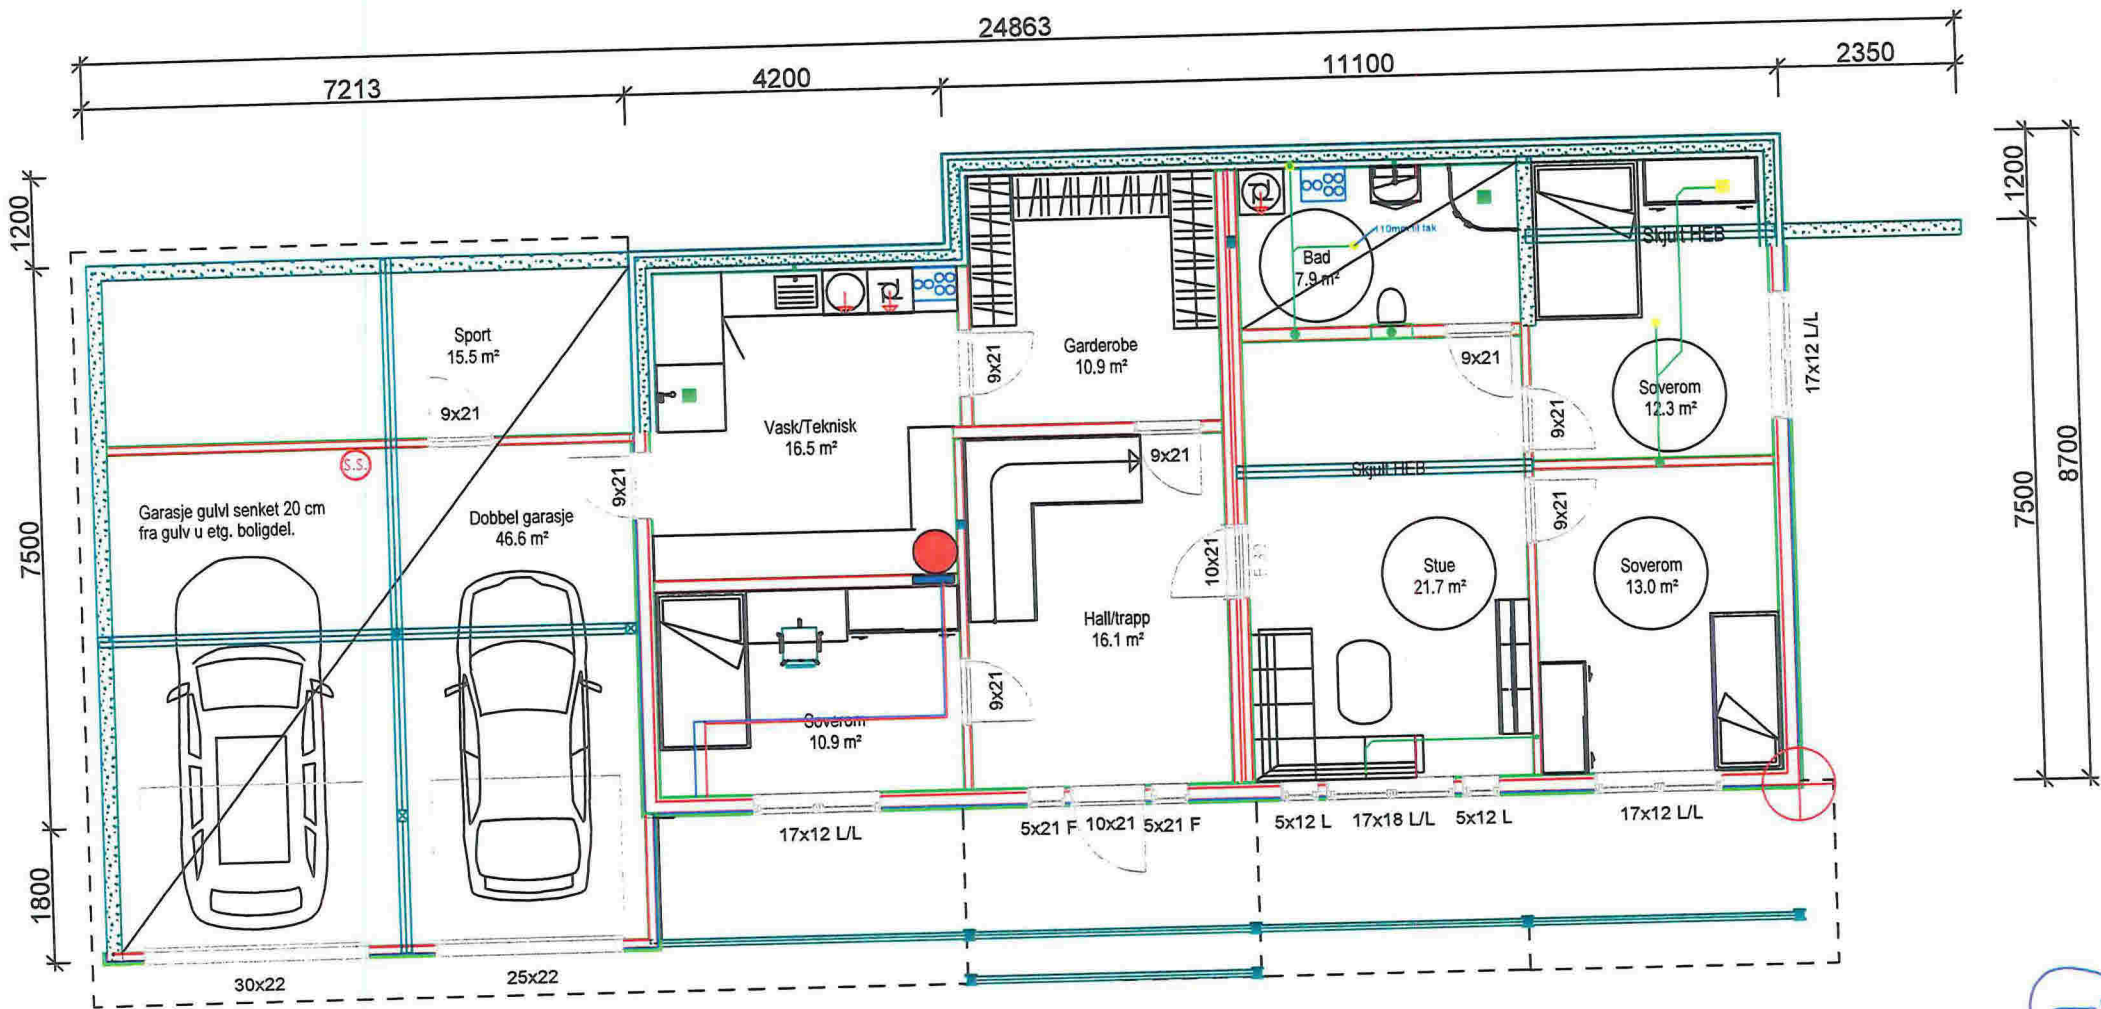 24863
7213
4200
11100
2350
1200
7500
1800
1200
7500
8700
Sport
15.5 m²
9x21
S.S.
Garasje gulvl senket 20 cm
fra gulv u etg. boligdel.
Dobbel garasje
46.6 m²
9x21
Vask/Teknisk
16.5 m²
9x21
Garderobe
10.9 m²
9x21
Hall/trapp
16.1 m²
10x21
9x21
Soverom
10.9 m²
110mm til tak
Bad
7.9 m²
9x21
Skjult HEB
Soverom
12.3 m²
9x21
17x12 L/L
Skjult HEB
9x21
Stue
21.7 m²
Soverom
13.0 m²
17x12 L/L
5x21 F
10x21
5x21 F
5x12 L
17x18 L/L
5x12 L
17x12 L/L
30x22
25x22